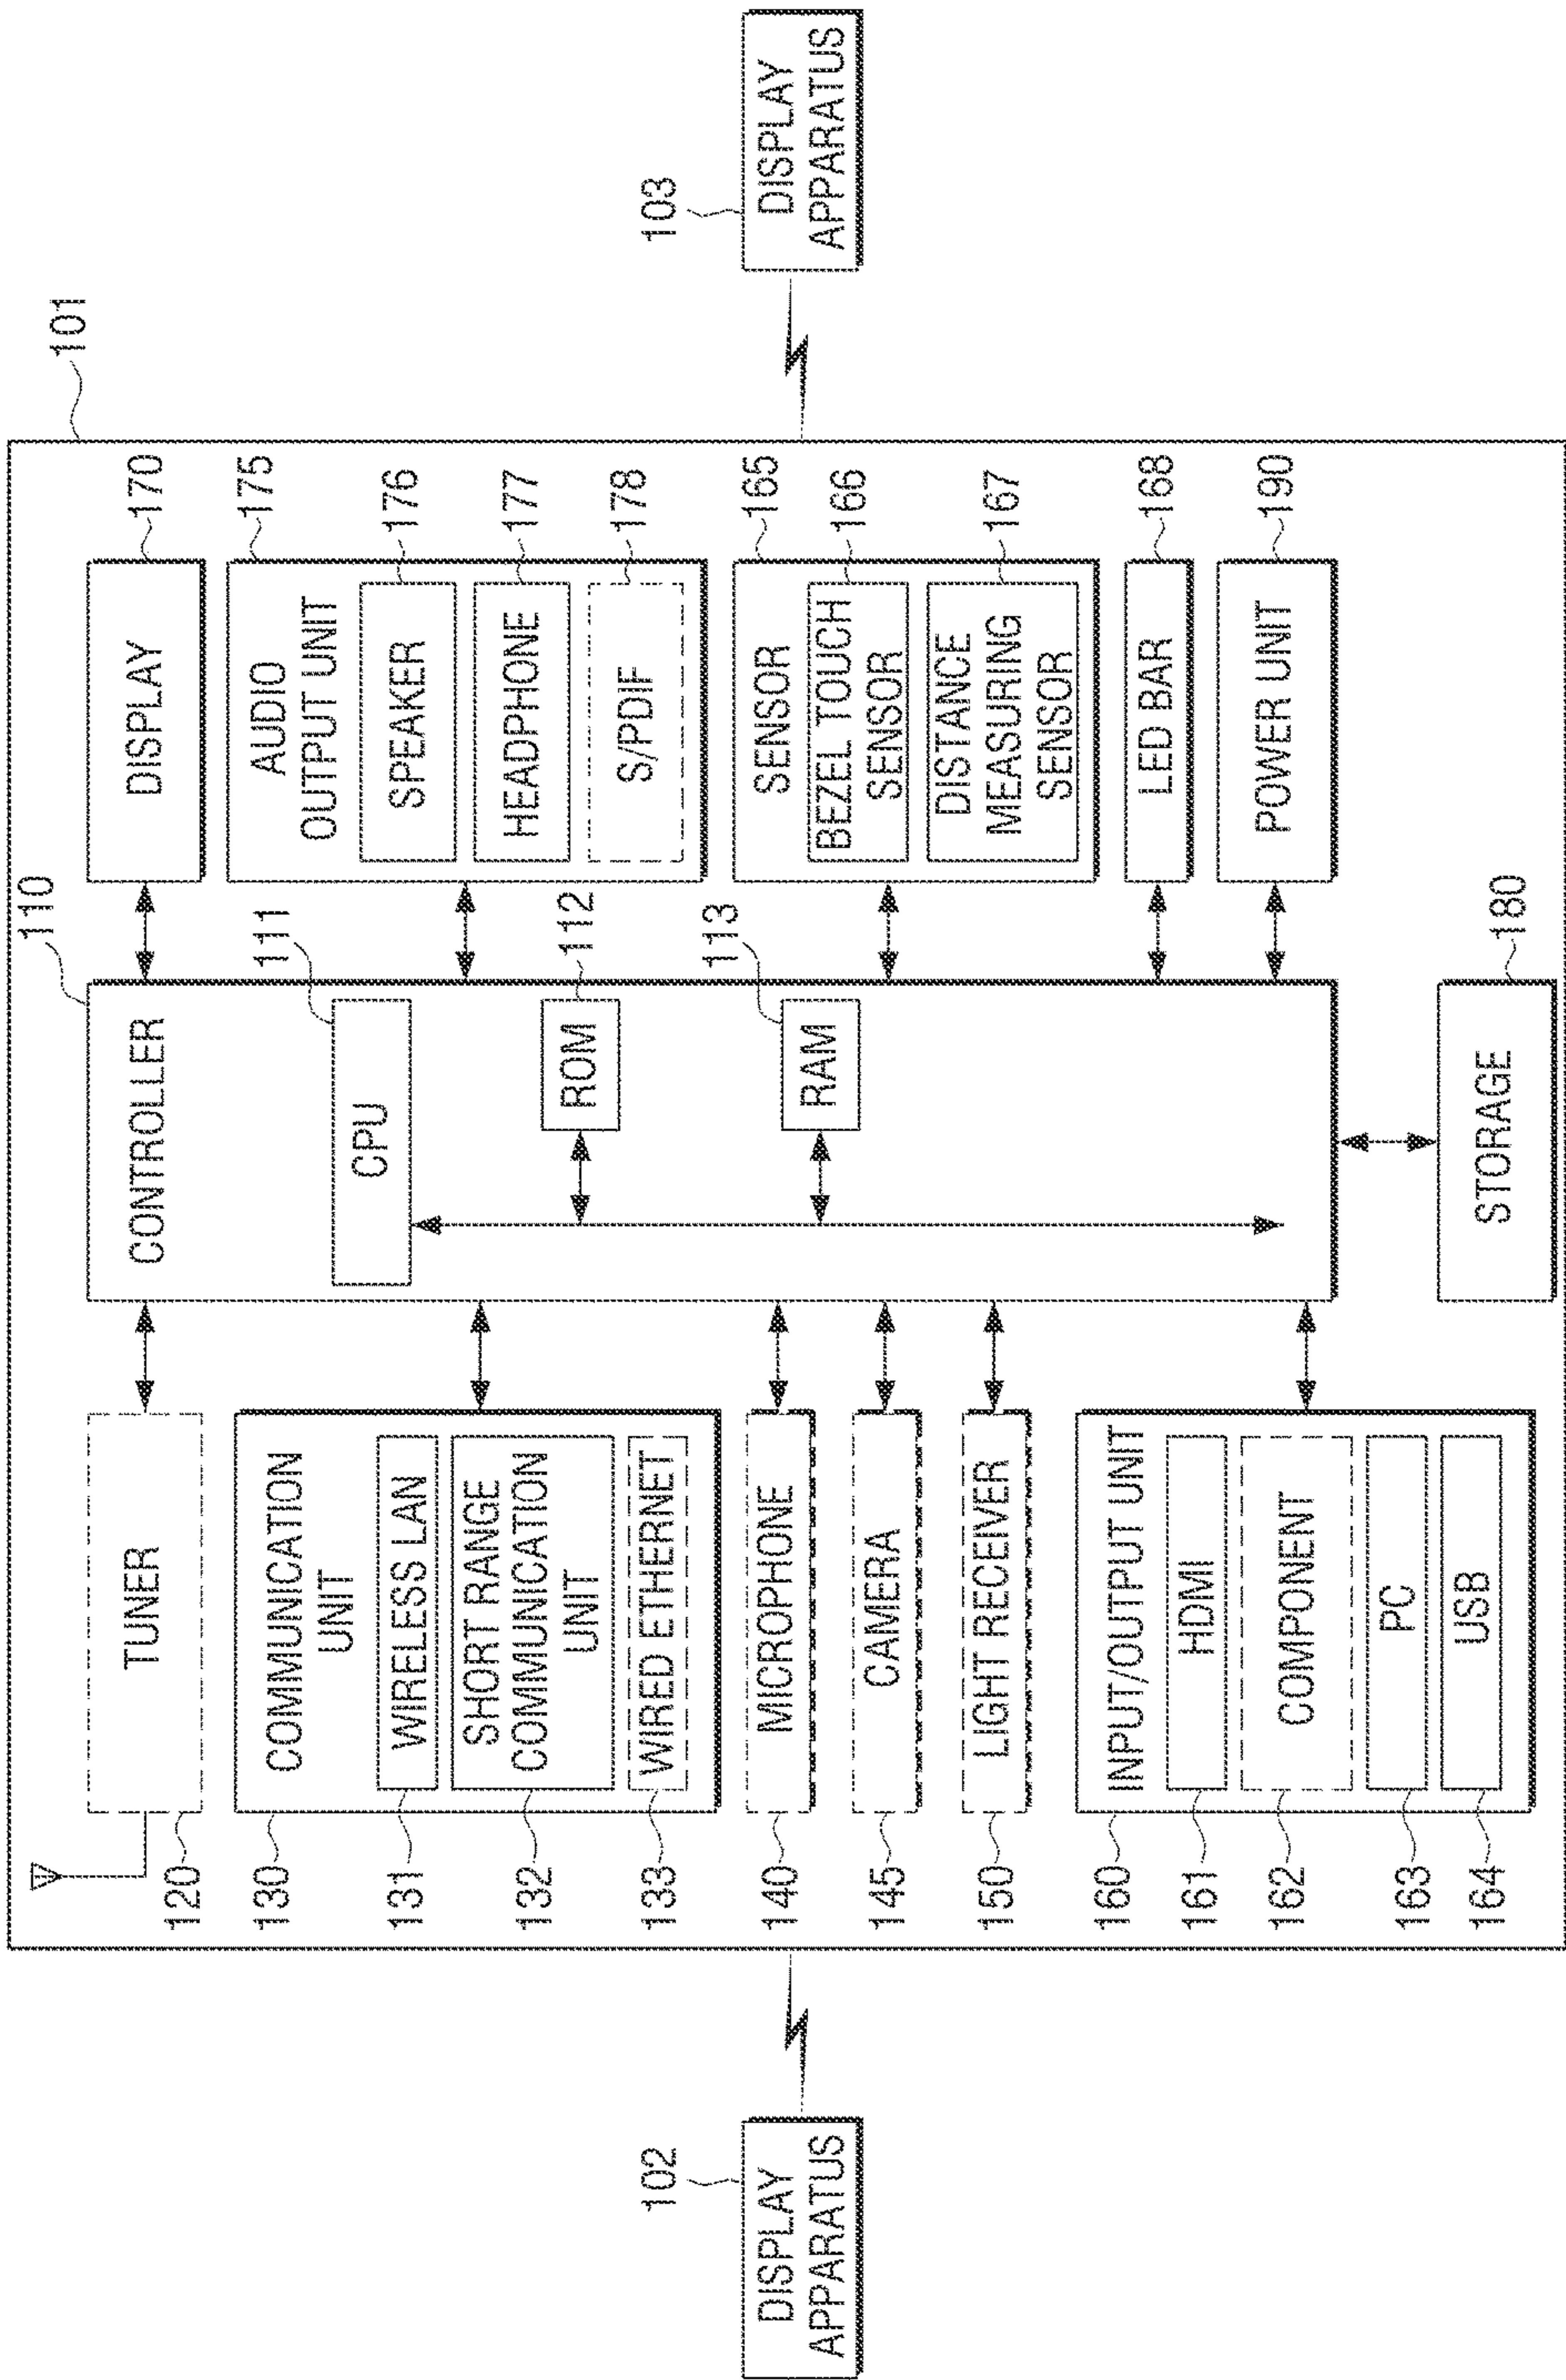 101
110
TUNER
120
COMMUNICATION
UNIT
130
WIRELESS LAN
131
SHORT RANGE
COMMUNICATION
UNIT
132
WIRED ETHERNET
133
MICROPHONE
140
CAMERA
145
LIGHT RECEIVER
150
INPUT/OUTPUT UNIT
160
HDMI
161
COMPONENT
162
PC
163
USB
164
CONTROLLER
CPU
111
ROM
112
RAM
113
STORAGE
180
DISPLAY
170
AUDIO
OUTPUT UNIT
175
SPEAKER
176
HEADPHONE
177
S/PDIF
178
SENSOR
165
BEZEL TOUCH
SENSOR
166
DISTANCE
MEASURING
SENSOR
167
LED BAR
168
POWER UNIT
190
102
DISPLAY
APPARATUS
103
DISPLAY
APPARATUS